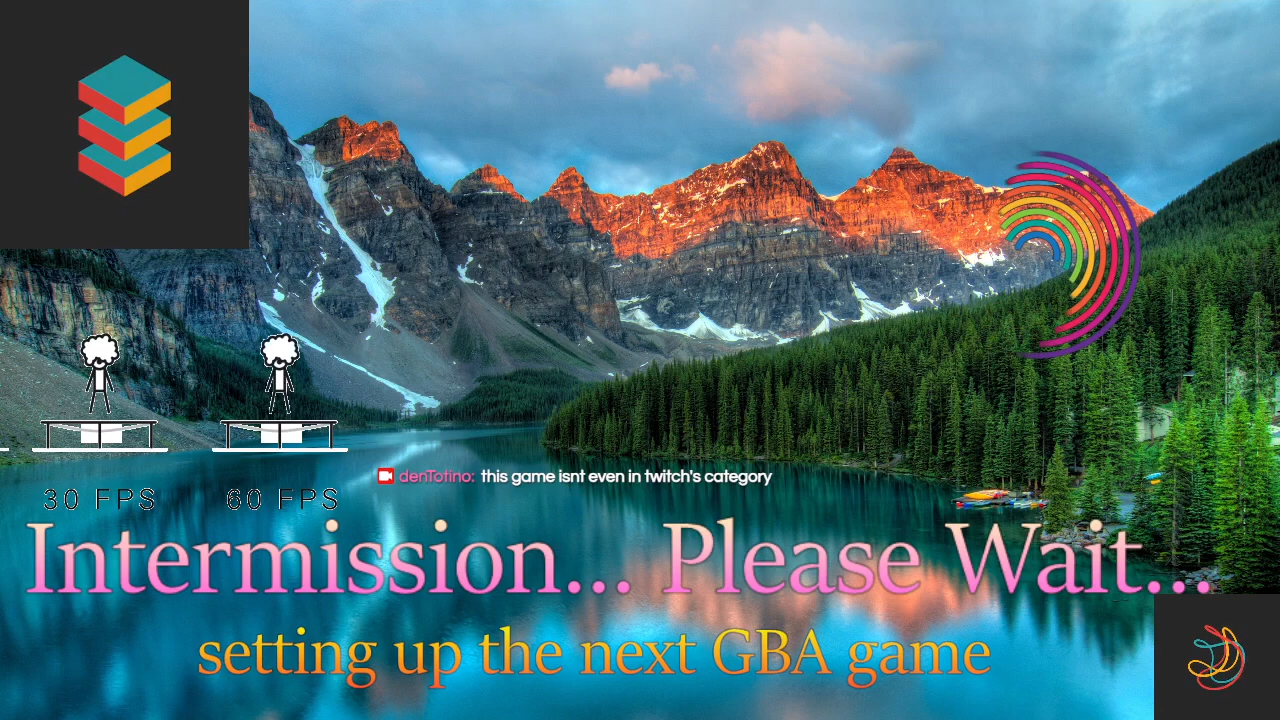 denTotino: this game isnt even in twitch's category
30 FPS
60 FPS
Intermission... Please Wait...
setting up the next GBA game